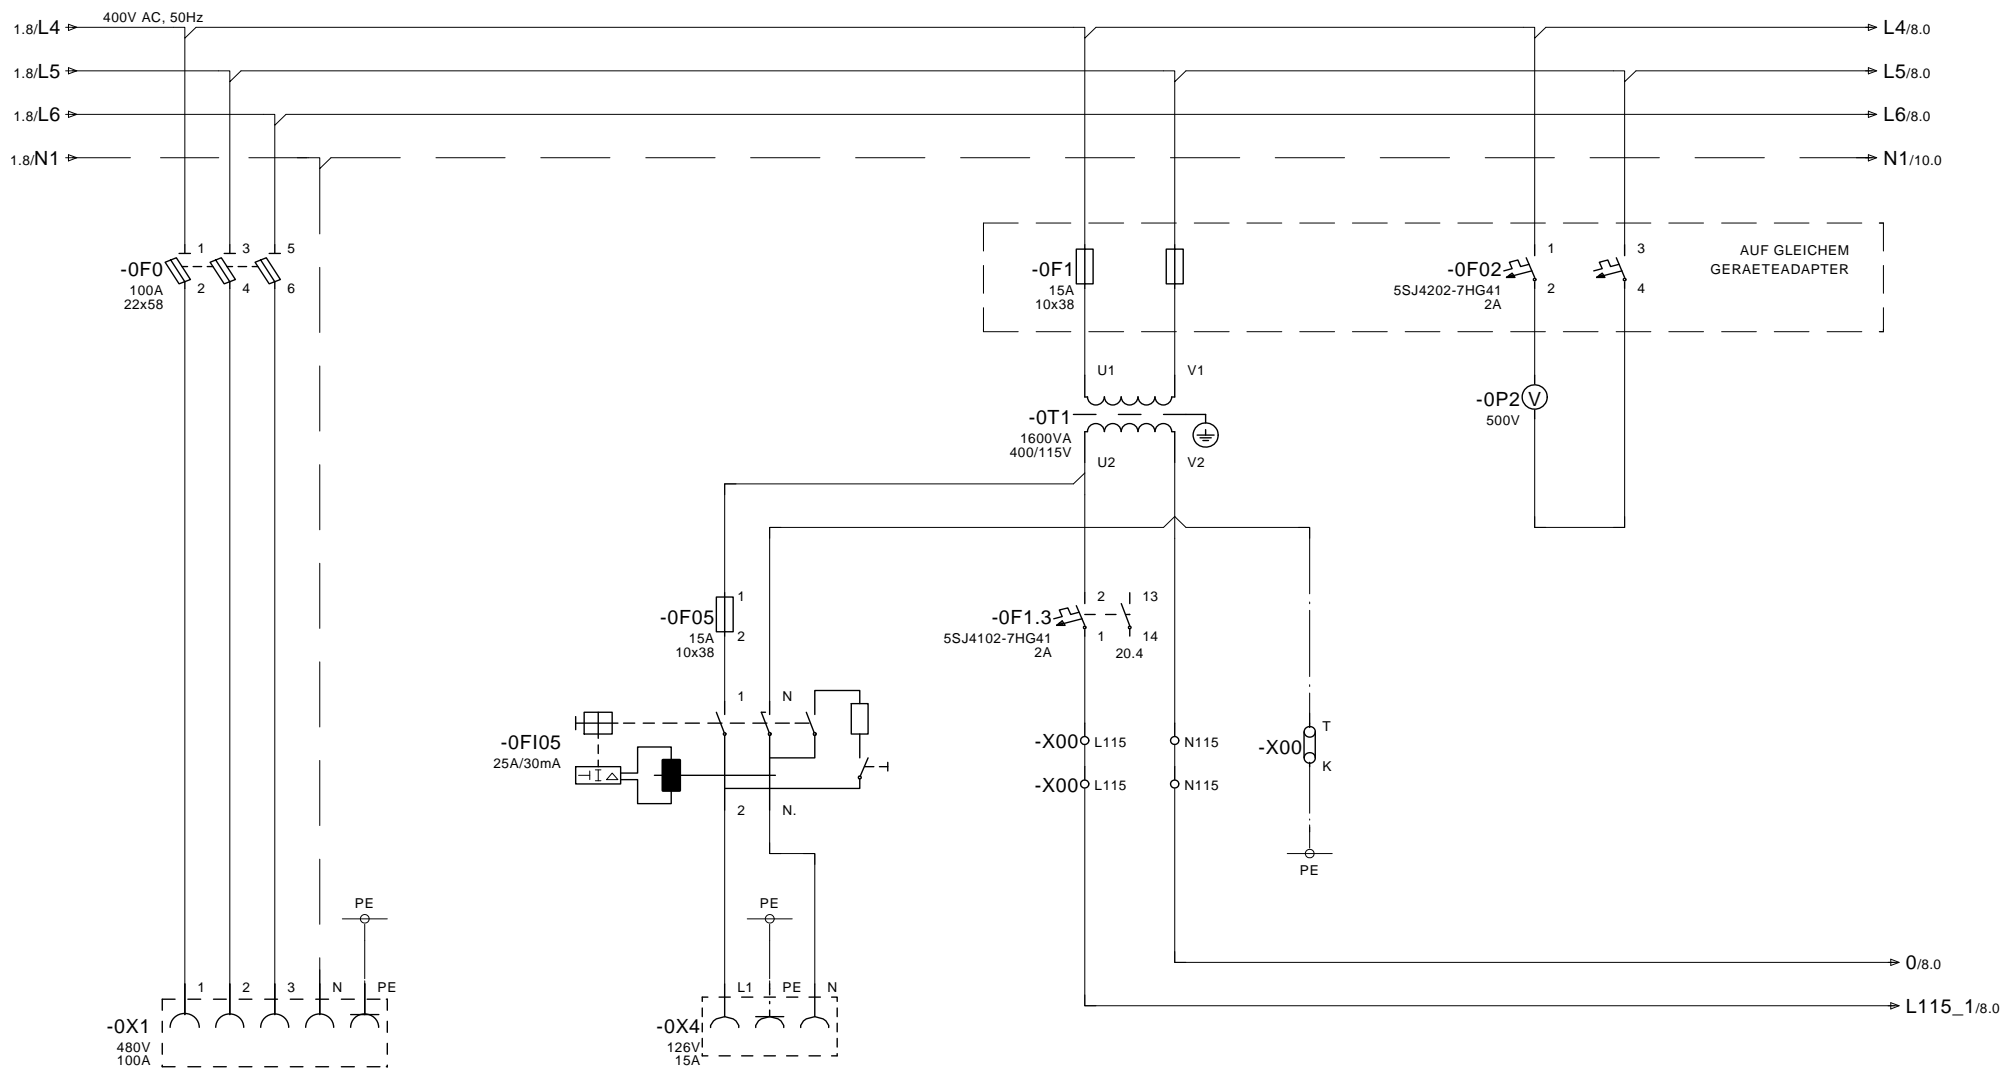 400V AC, 50Hz
1.8/L4
L4/8.0
1.8/L5
L5/8.0
1.8/L6
L6/8.0
1.8/N1
N1/10.0
-0F0
100A
22x58
1
3
5
2
4
6
-0F1
15A
10x38
-0F02
5SJ4202-7HG41
2A
1
3
2
4
AUF GLEICHEM
GERAETEADAPTER
U1
V1
-0T1
1600VA
400/115V
U2
V2
-0P2
V
500V
-0F05
15A
10x38
1
2
-0F1.3
5SJ4102-7HG41
2A
2
13
1
14
20.4
-0FI05
25A/30mA
1
N
2
N.
-X00
L115
N115
-X00
L115
N115
-X00
T
K
PE
PE
PE
0/8.0
L115_1/8.0
-0X1
480V
100A
1
2
3
N
PE
-0X4
126V
15A
L1
PE
N